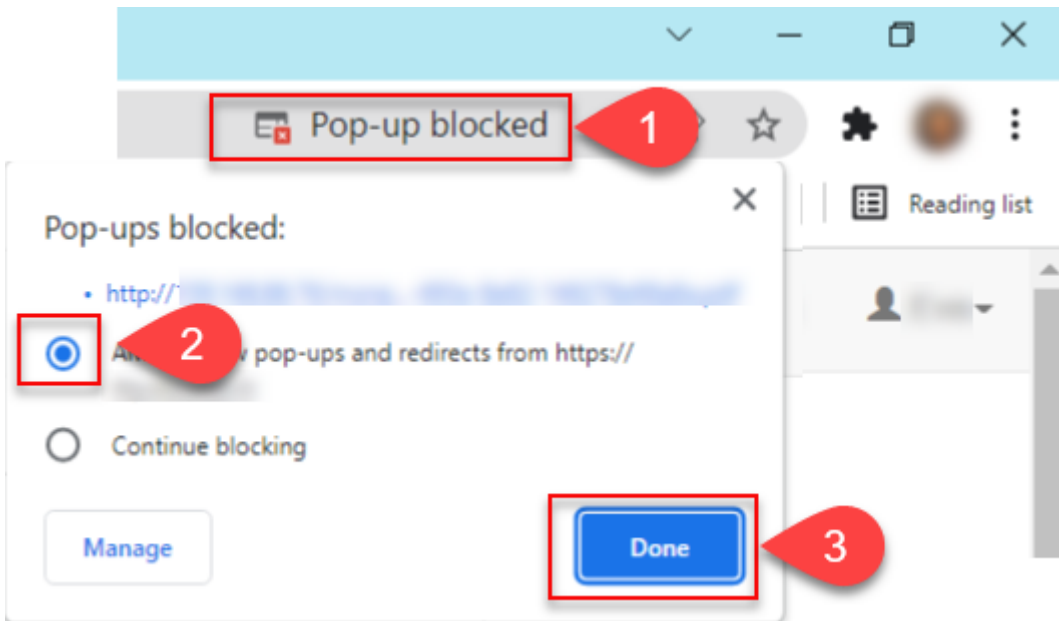 Pop-up blocked
1
Reading list
Pop-ups blocked:
• http://
2
pop-ups and redirects from https://
Continue blocking
Manage
Done
3